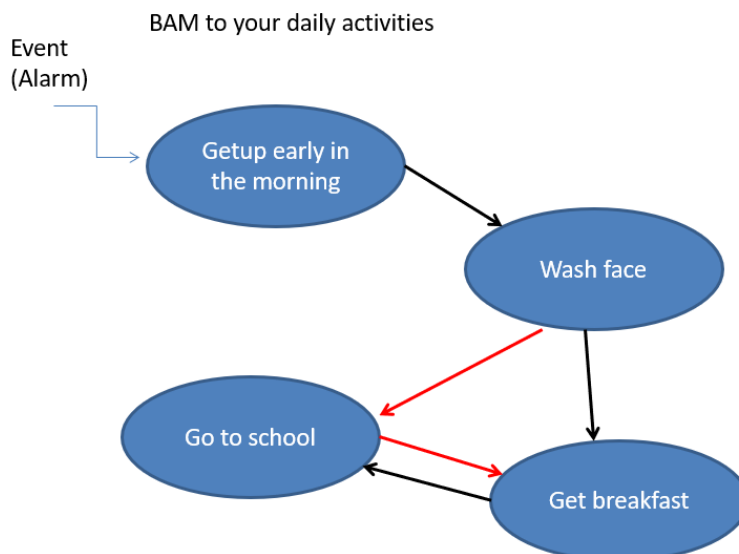 BAM to your daily activities
Event
(Alarm)
Getup early in
the morning
Wash face
Go to school
Get breakfast